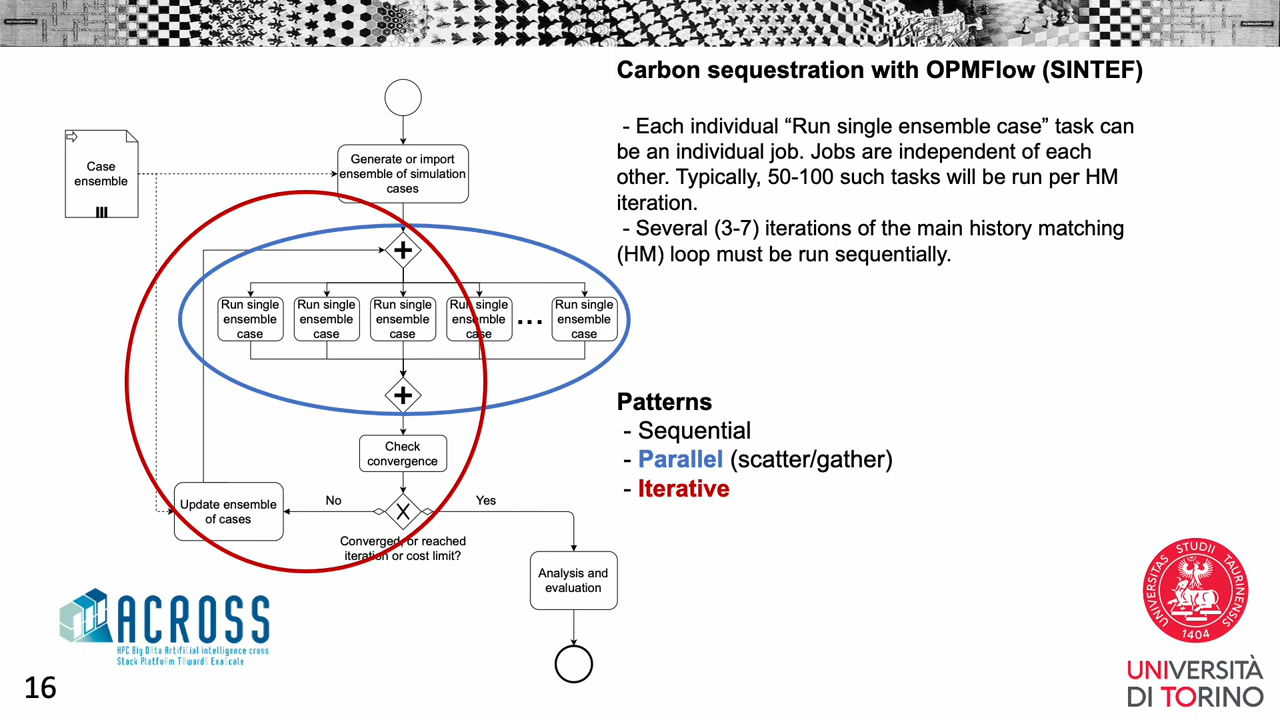 Carbon sequestration with OPMFlow (SINTEF)
- Each individual “Run single ensemble case” task can
be an individual job. Jobs are independent of each
other. Typically, 50-100 such tasks will be run per HM
iteration.
- Several (3-7) iterations of the main history matching
(HM) loop must be run sequentially.
Case
ensemble
Generate or import
ensemble of simulation
cases
Run single
ensemble
case
Run single
ensemble
case
Run single
ensemble
case
Run single
ensemble
case
...
Run single
ensemble
case
Check
convergence
Update ensemble
of cases
No
X
Yes
Converged, or reached
iteration or cost limit?
Analysis and
evaluation
Patterns
- Sequential
- Parallel (scatter/gather)
- Iterative
ACROSS
HPC Big Data Artificial intelligence cross
Stack Platform Towards ExaScale
16
UNIVERSITAS STUDII TAURINENSIS
1404
UNIVERSITÀ
DI TORINO